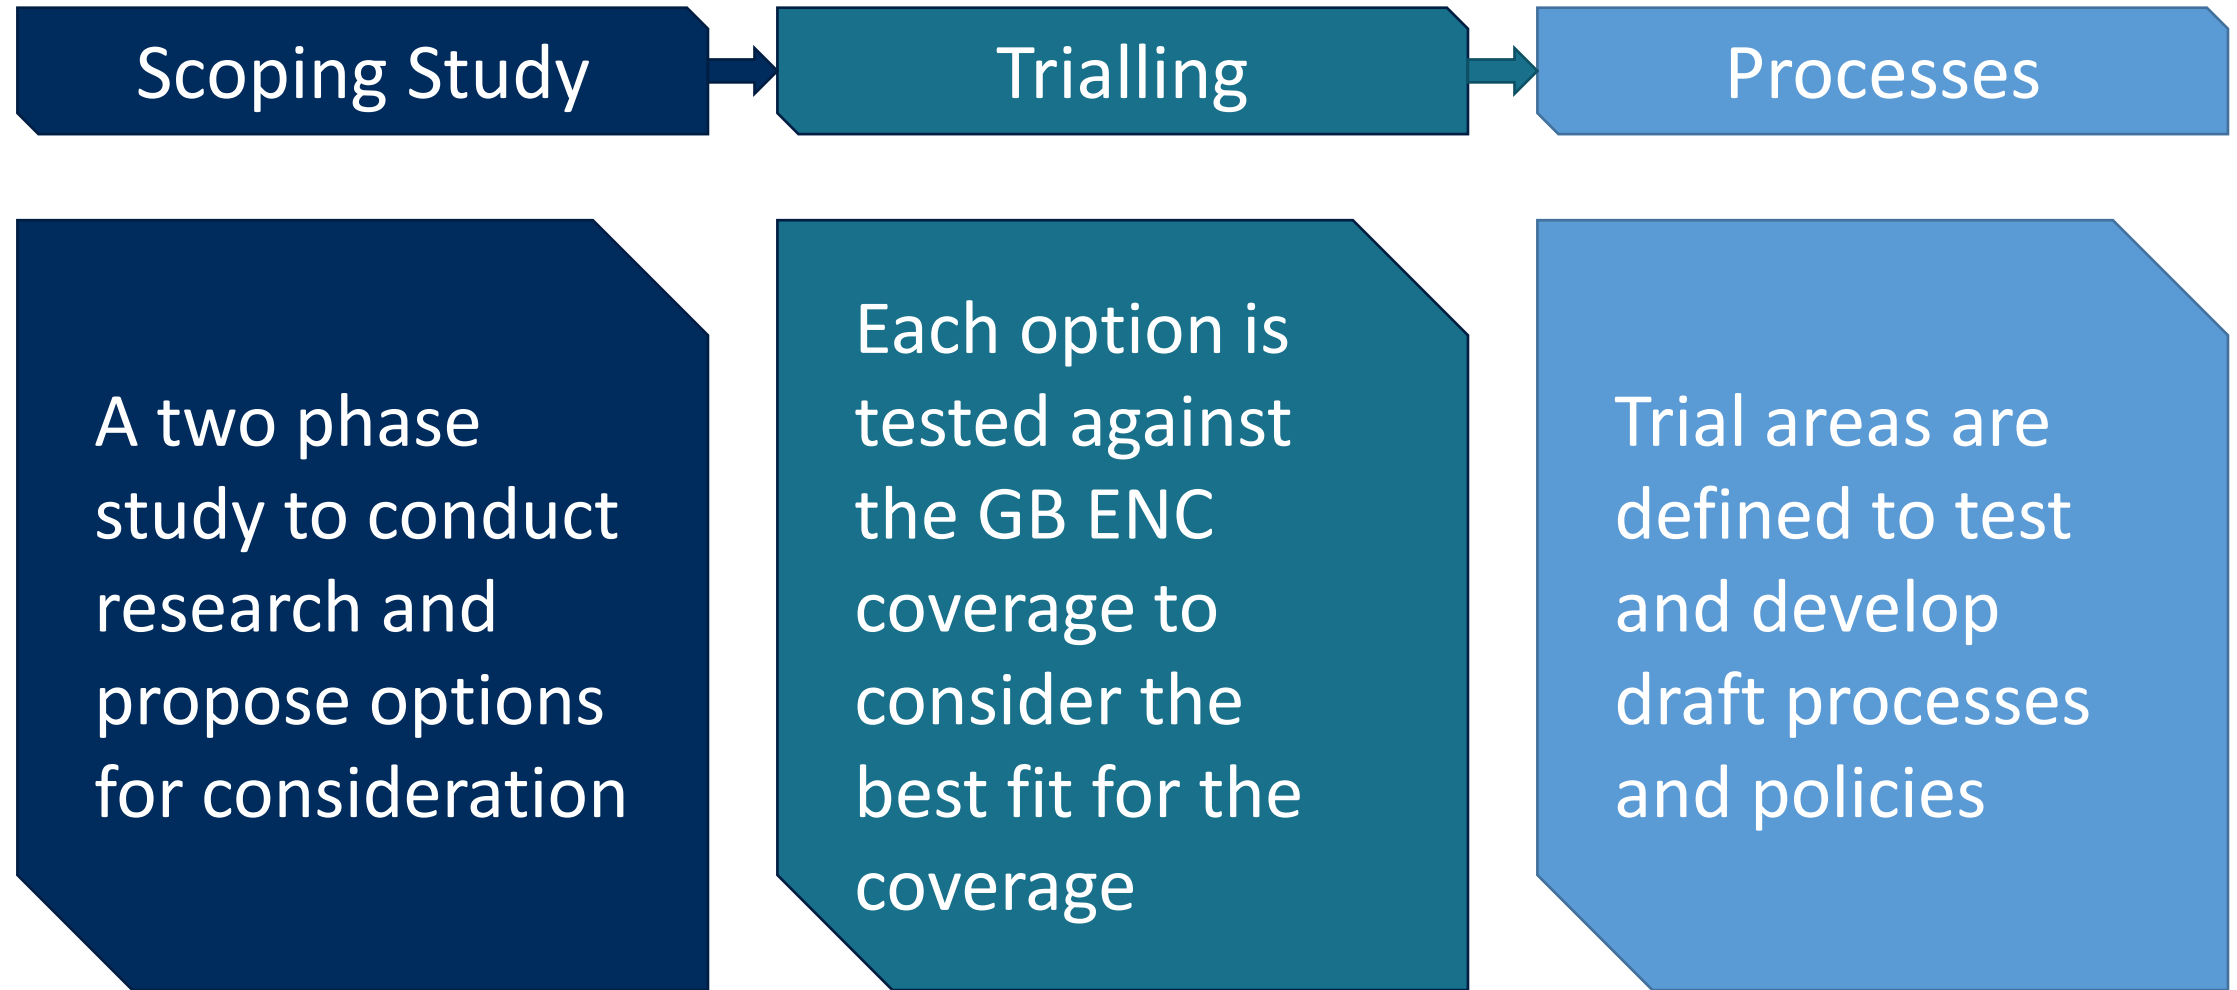 Scoping Study
Trialling
Processes
A two phase
study to conduct
research and
propose options
for consideration
Each option is
tested against
the GB ENC
coverage to
consider the
best fit for the
coverage
Trial areas are
defined to test
and develop
draft processes
and policies